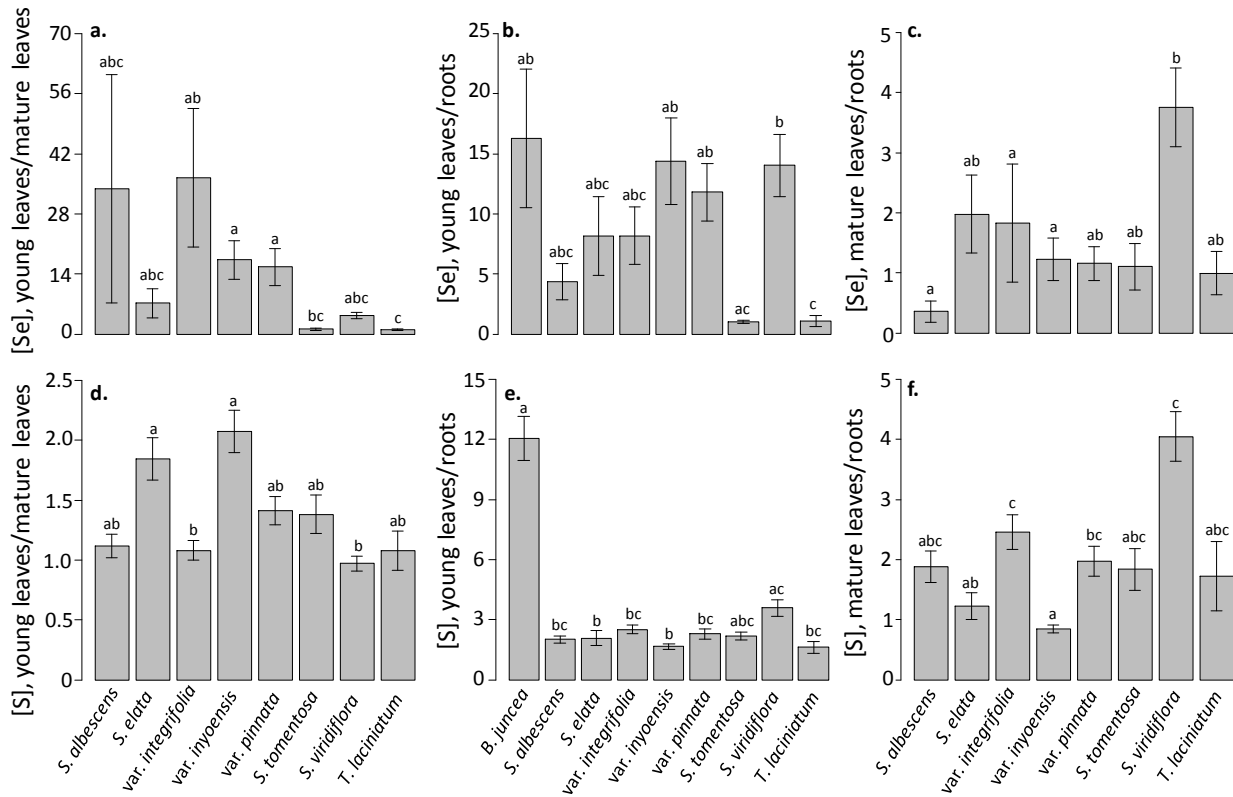 a.
[Se], young leaves/mature leaves
70
56
42
28
14
0
abc
abc
ab
a
a
bc
abc
c
b.
[Se], young leaves/roots
25
20
15
10
5
0
ab
abc
abc
abc
ab
ab
ac
b
c
c.
[Se], mature leaves/roots
5
4
3
2
1
0
a
ab
a
a
ab
ab
b
ab
d.
[S], young leaves/mature leaves
2.5
2.0
1.5
1.0
0.5
0
ab
a
b
a
ab
ab
b
ab
S. albescens
S. elata
var. integrifolia
var. inyoensis
var. pinnata
S. tomentosa
S. viridiflora
T. laciniatum
e.
[S], young leaves/roots
15
12
9
6
3
0
a
bc
b
bc
b
bc
abc
ac
bc
B. juncea
S. albescens
S. elata
var. integrifolia
var. inyoensis
var. pinnata
S. tomentosa
S. viridiflora
T. laciniatum
f.
[S], mature leaves/roots
5
4
3
2
1
0
abc
ab
c
a
bc
abc
c
abc
S. albescens
S. elata
var. integrifolia
var. inyoensis
var. pinnata
S. tomentosa
S. viridiflora
T. laciniatum